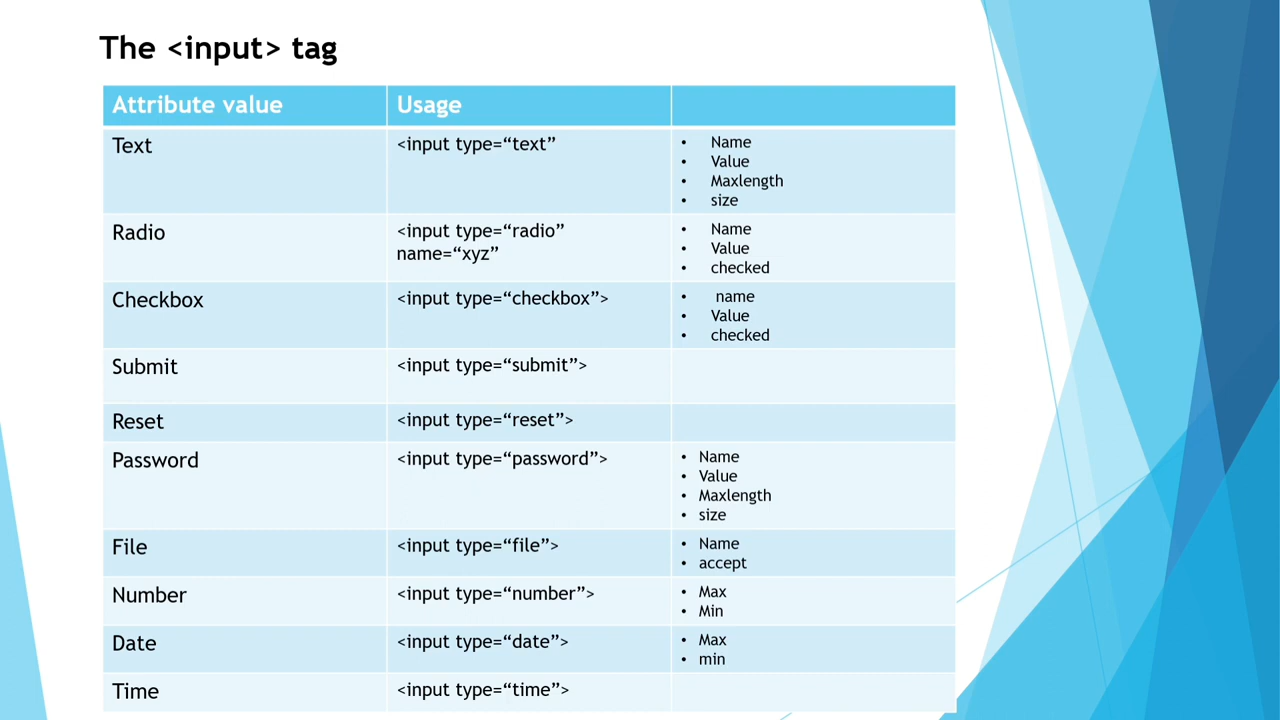 The <input> tag
Attribute value Usage
Text <input type=“text” • Name
• Value
• Maxlength
• size
Radio <input type=“radio” • Name
name=“xyz” • Value
• checked
Checkbox <input type=“checkbox”> • name
• Value
• checked
Submit <input type=“submit”>
Reset <input type=“reset”>
Password <input type=“password”> • Name
• Value
• Maxlength
• size
File <input type=“file”> • Name
• accept
Number <input type=“number”> • Max
• Min
Date <input type=“date”> • Max
• min
Time <input type=“time”>